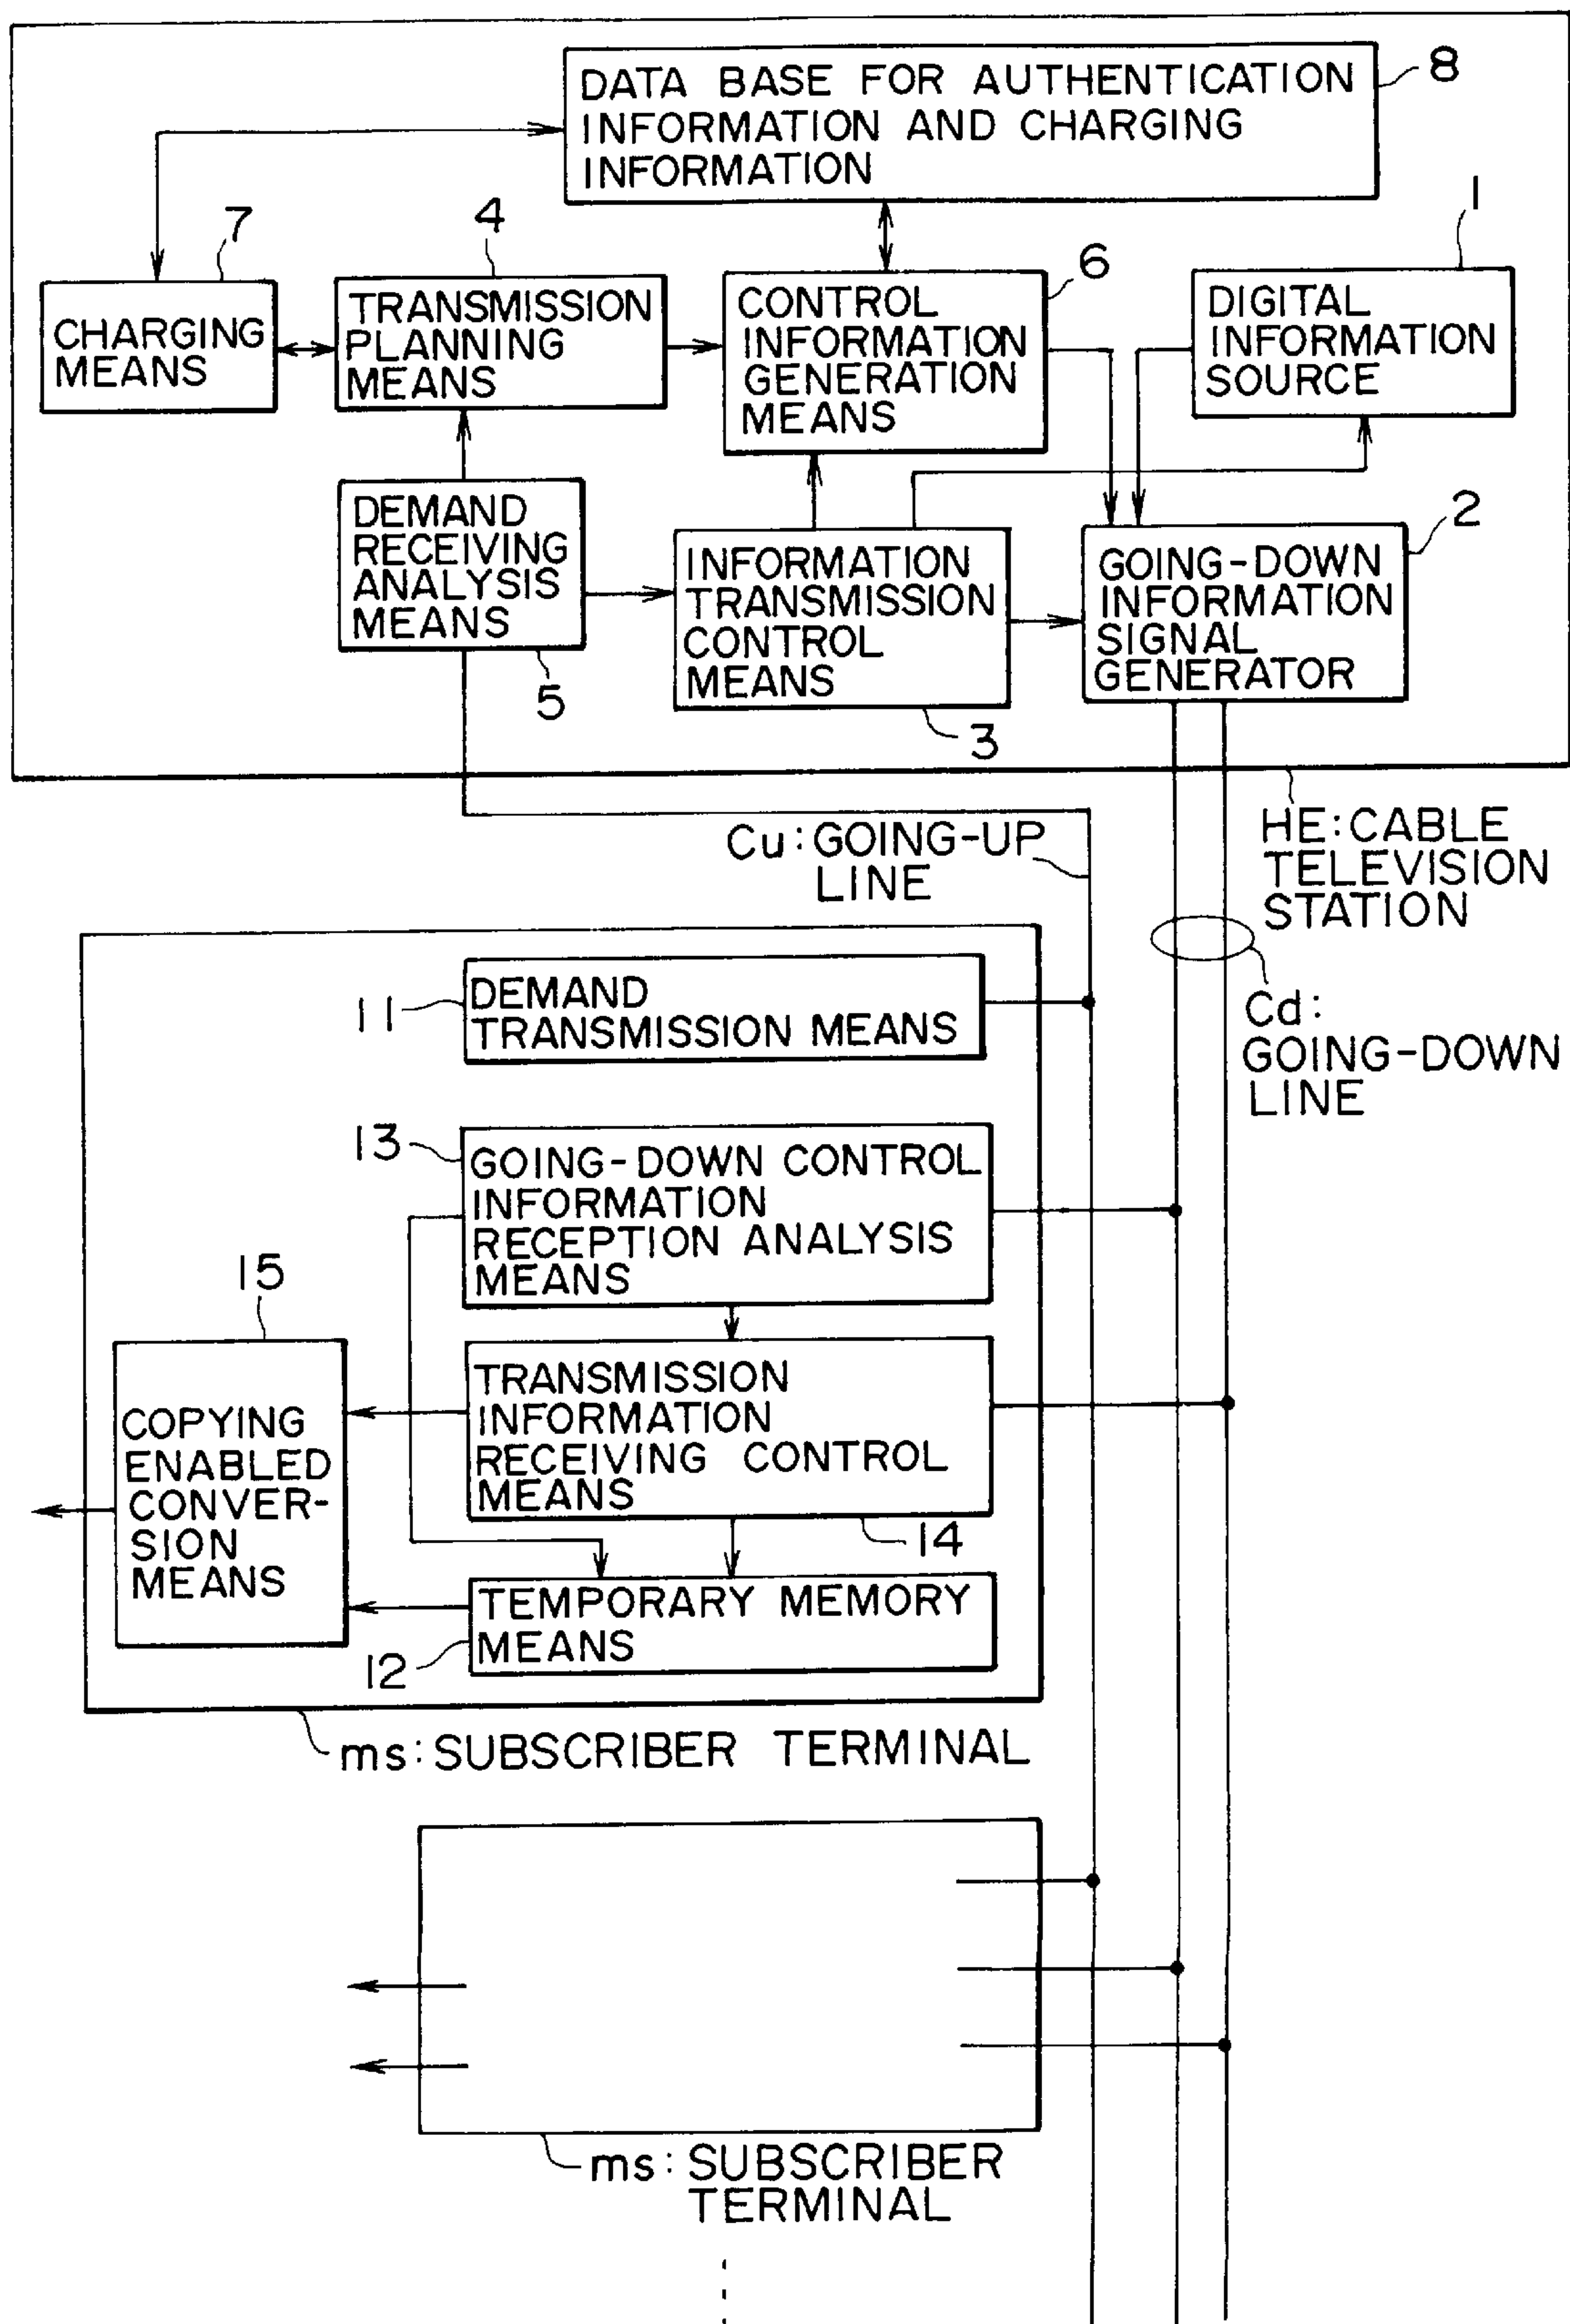 DATA BASE FOR AUTHENTICATION
INFORMATION AND CHARGING
INFORMATION
8
7
CHARGING
MEANS
4
TRANSMISSION
PLANNING
MEANS
6
CONTROL
INFORMATION
GENERATION
MEANS
1
DIGITAL
INFORMATION
SOURCE
DEMAND
RECEIVING
ANALYSIS
MEANS
5
INFORMATION
TRANSMISSION
CONTROL
MEANS
3
2
GOING-DOWN
INFORMATION
SIGNAL
GENERATOR
HE:CABLE
TELEVISION
STATION
Cu:GOING-UP
LINE
Cd:
GOING-DOWN
LINE
11
DEMAND
TRANSMISSION MEANS
13
GOING-DOWN CONTROL
INFORMATION
RECEPTION ANALYSIS
MEANS
15
COPYING
ENABLED
CONVER-
SION
MEANS
TRANSMISSION
INFORMATION
RECEIVING CONTROL
MEANS
14
TEMPORARY MEMORY
MEANS
12
ms:SUBSCRIBER TERMINAL
ms:SUBSCRIBER
TERMINAL